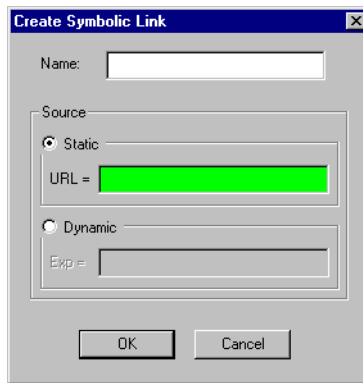 Create Symbolic Link
Name:
Source
Static
URL =
Dynamic
Exp =
OK
Cancel